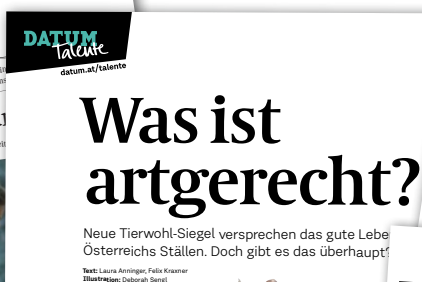 DATUM
Talente
datum.at/talente
Was ist
artgerecht?
Neue Tierwohl-Siegel versprechen das gute Leben
Österreichs Ställen. Doch gibt es das überhaupt?
Text: Laura Anninger, Felix Kraxner
Illustration: Deborah Sengl